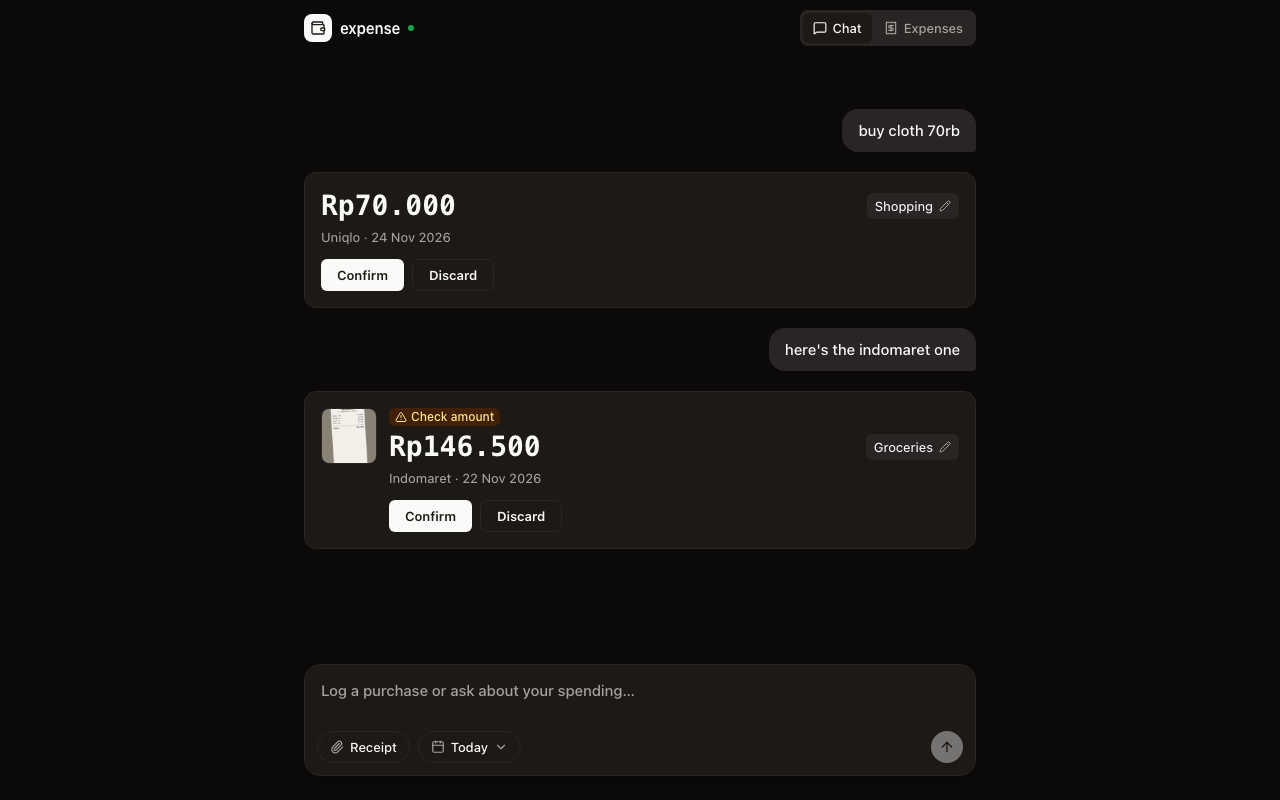 expense
Chat
Expenses
buy cloth 70rb
Rp70.000
Shopping
Uniqlo · 24 Nov 2026
Confirm
Discard
here's the indomaret one
Check amount
Rp146.500
Groceries
Indomaret · 22 Nov 2026
Confirm
Discard
Log a purchase or ask about your spending...
Receipt
Today